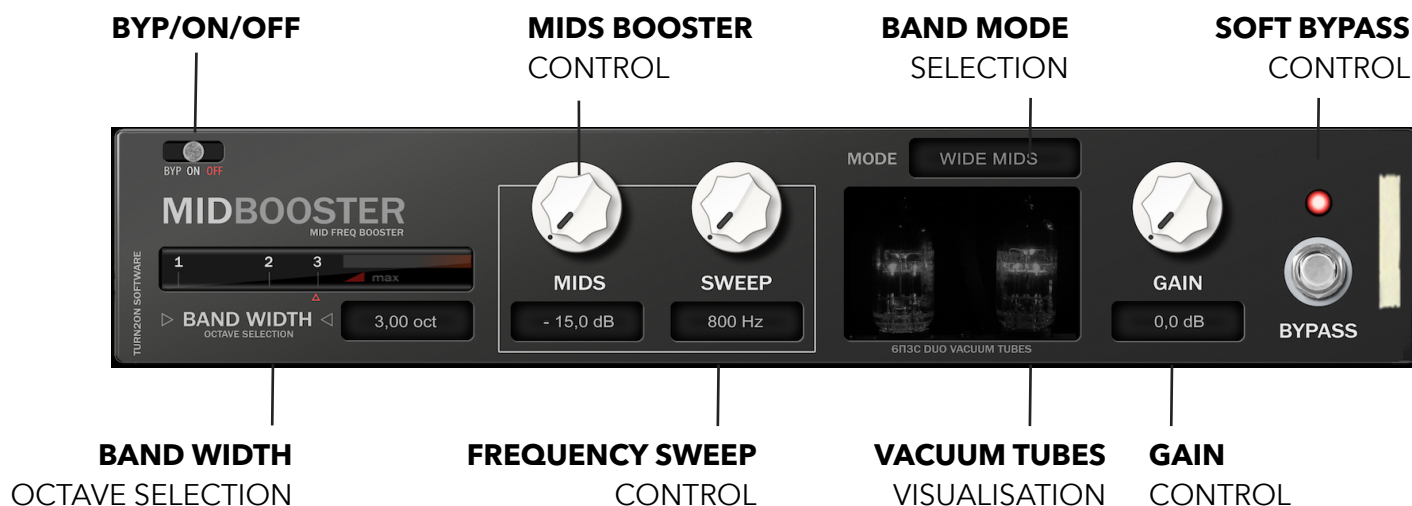 BYP/ON/OFF
MIDS BOOSTER
CONTROL
BAND MODE
SELECTION
SOFT BYPASS
CONTROL
BYP ON OFF
MIDBOOSTER
MID FREQ BOOSTER
TURN2ON SOFTWARE
1 2 3
max
BAND WIDTH
OCTAVE SELECTION
3,00 oct
MIDS
- 15,0 dB
SWEEP
800 Hz
MODE
WIDE MIDS
6П3С DUO VACUUM TUBES
GAIN
0,0 dB
BYPASS
BAND WIDTH
OCTAVE SELECTION
FREQUENCY SWEEP
CONTROL
VACUUM TUBES
VISUALISATION
GAIN
CONTROL